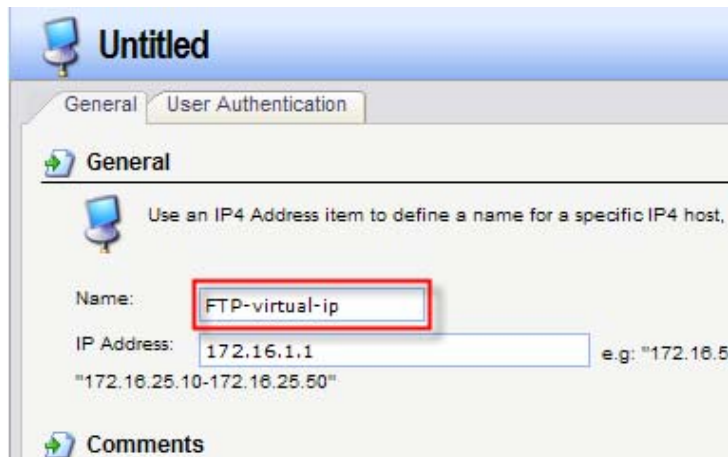 Untitled
General User Authentication
General
Use an IP4 Address item to define a name for a specific IP4 host,
Name: FTP-virtual-ip
IP Address: 172.16.1.1 e.g: "172.16.5
"172.16.25.10-172.16.25.50"
Comments